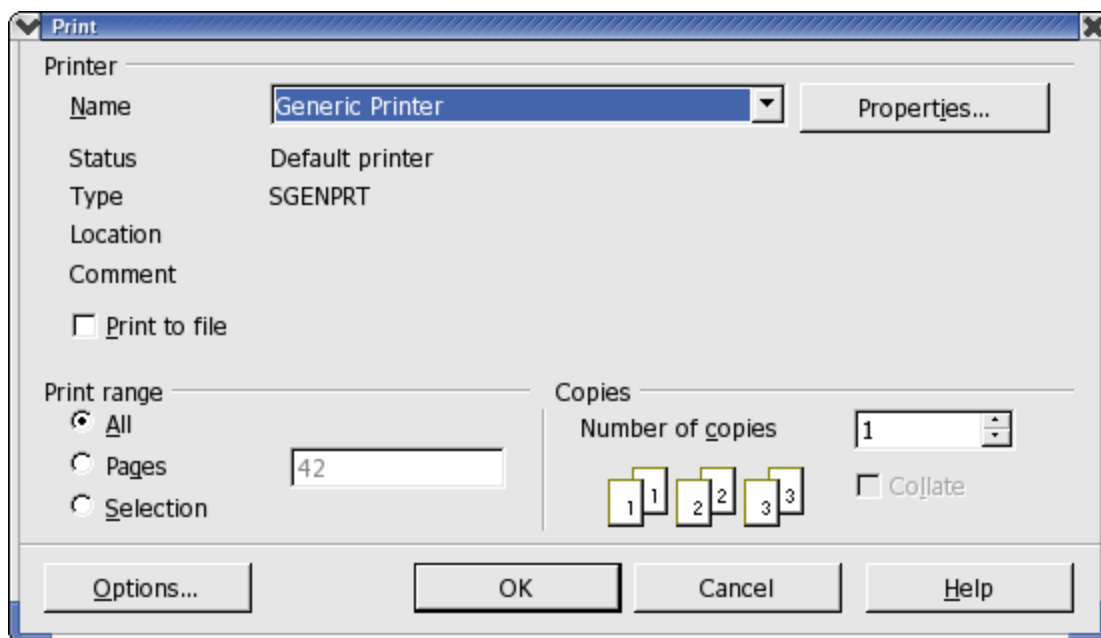 Print
Printer
Name Generic Printer Properties...
Status Default printer
Type SGENPRT
Location
Comment
Print to file
Print range
All
Pages 42
Selection
Copies
Number of copies 1
1 1 2 2 3 3 Collate
Options... OK Cancel Help